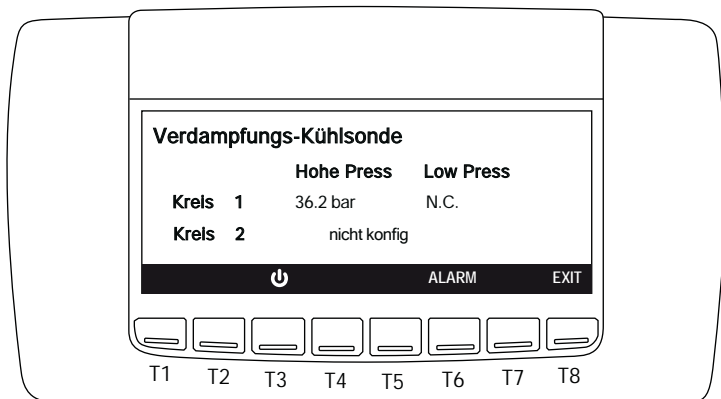 Verdampfungs-Kühlsonde
Hohe Press Low Press
Kreis 1 36.2 bar N.C.
Kreis 2 nicht konfig
ALARM EXIT
T1 T2 T3 T4 T5 T6 T7 T8